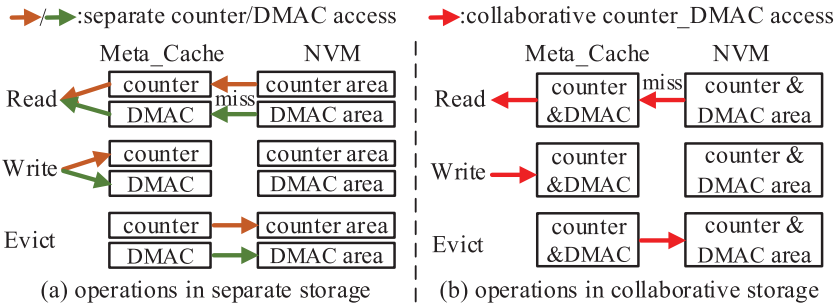 / :separate counter/DMAC access
Meta_Cache NVM
Read
counter
counter area
miss
DMAC
DMAC area
Write
counter
counter area
DMAC
DMAC area
Evict
counter
counter area
DMAC
DMAC area
(a) operations in separate storage
:collaborative counter_DMAC access
Meta_Cache NVM
Read
counter
&DMAC
miss
counter &
DMAC area
Write
counter
&DMAC
counter &
DMAC area
Evict
counter
&DMAC
counter &
DMAC area
(b) operations in collaborative storage